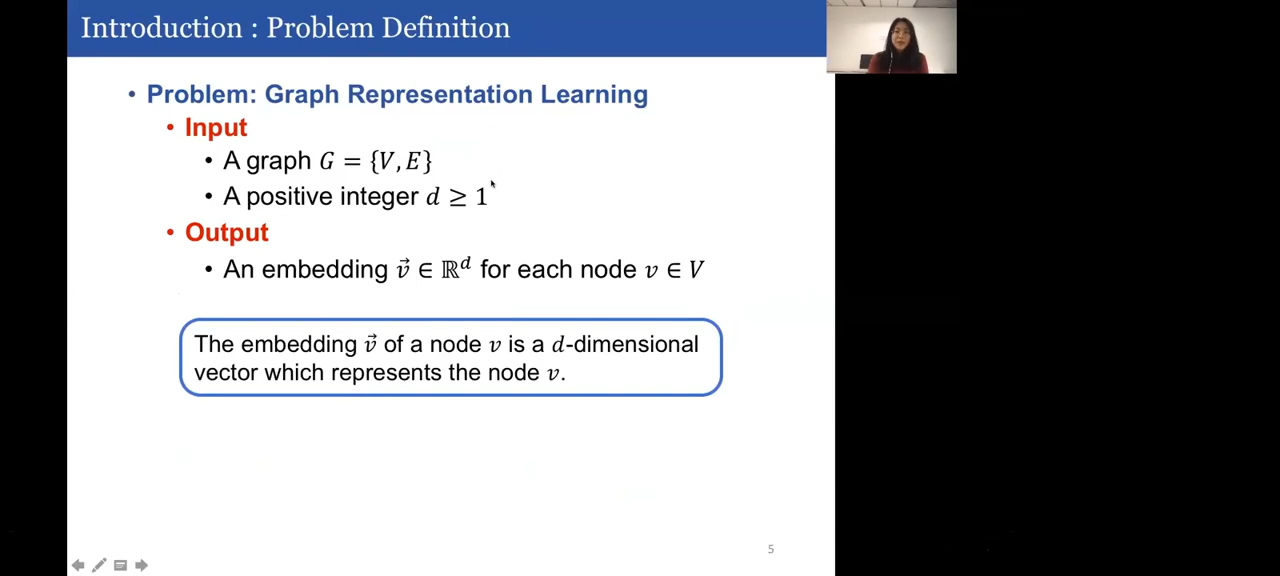 Introduction : Problem Definition
• Problem: Graph Representation Learning
• Input
• A graph G = {V, E}
• A positive integer d ≥ 1
• Output
• An embedding v⃗ ∈ ℝᵈ for each node v ∈ V
The embedding v⃗ of a node v is a d-dimensional
vector which represents the node v.
5